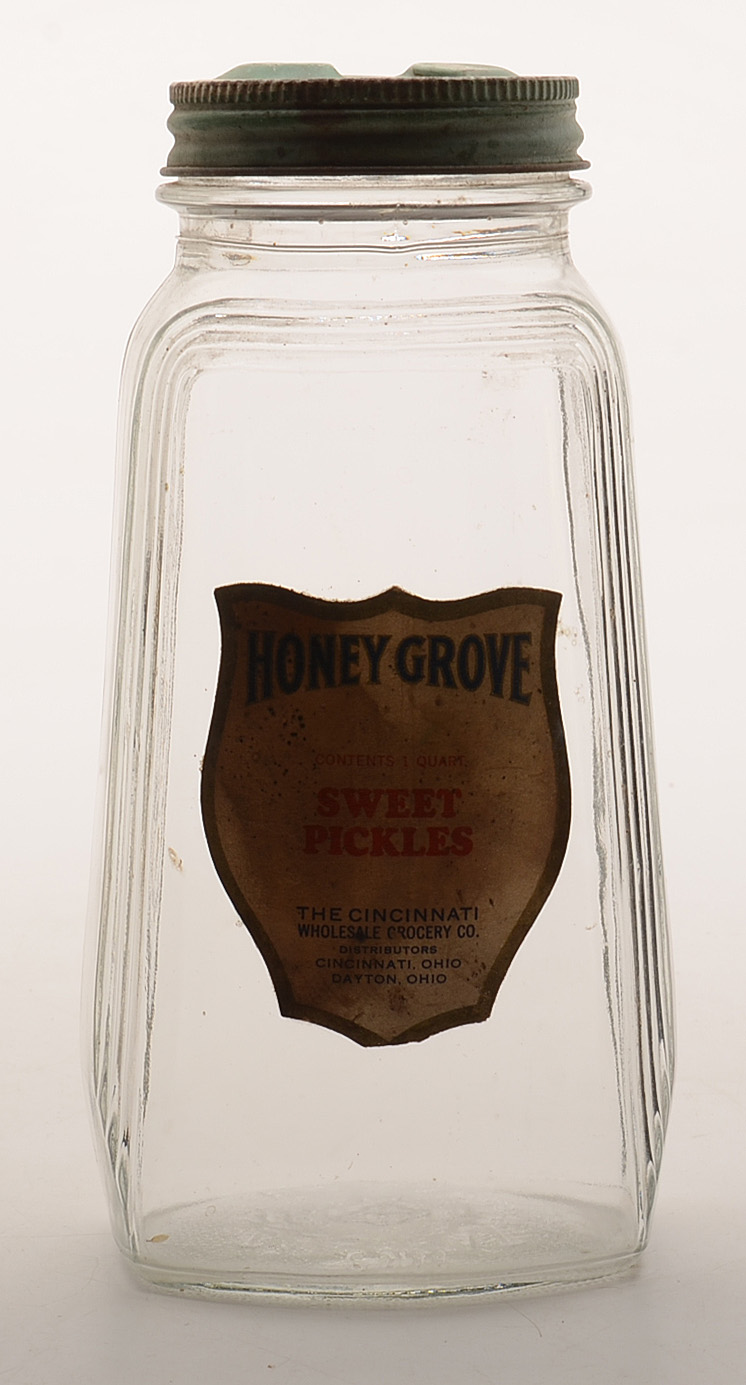 HONEY GROVE
CONTENTS 1 QUART
SWEET
PICKLES
THE CINCINNATI
WHOLESALE GROCERY CO.
DISTRIBUTORS
CINCINNATI, OHIO
DAYTON, OHIO